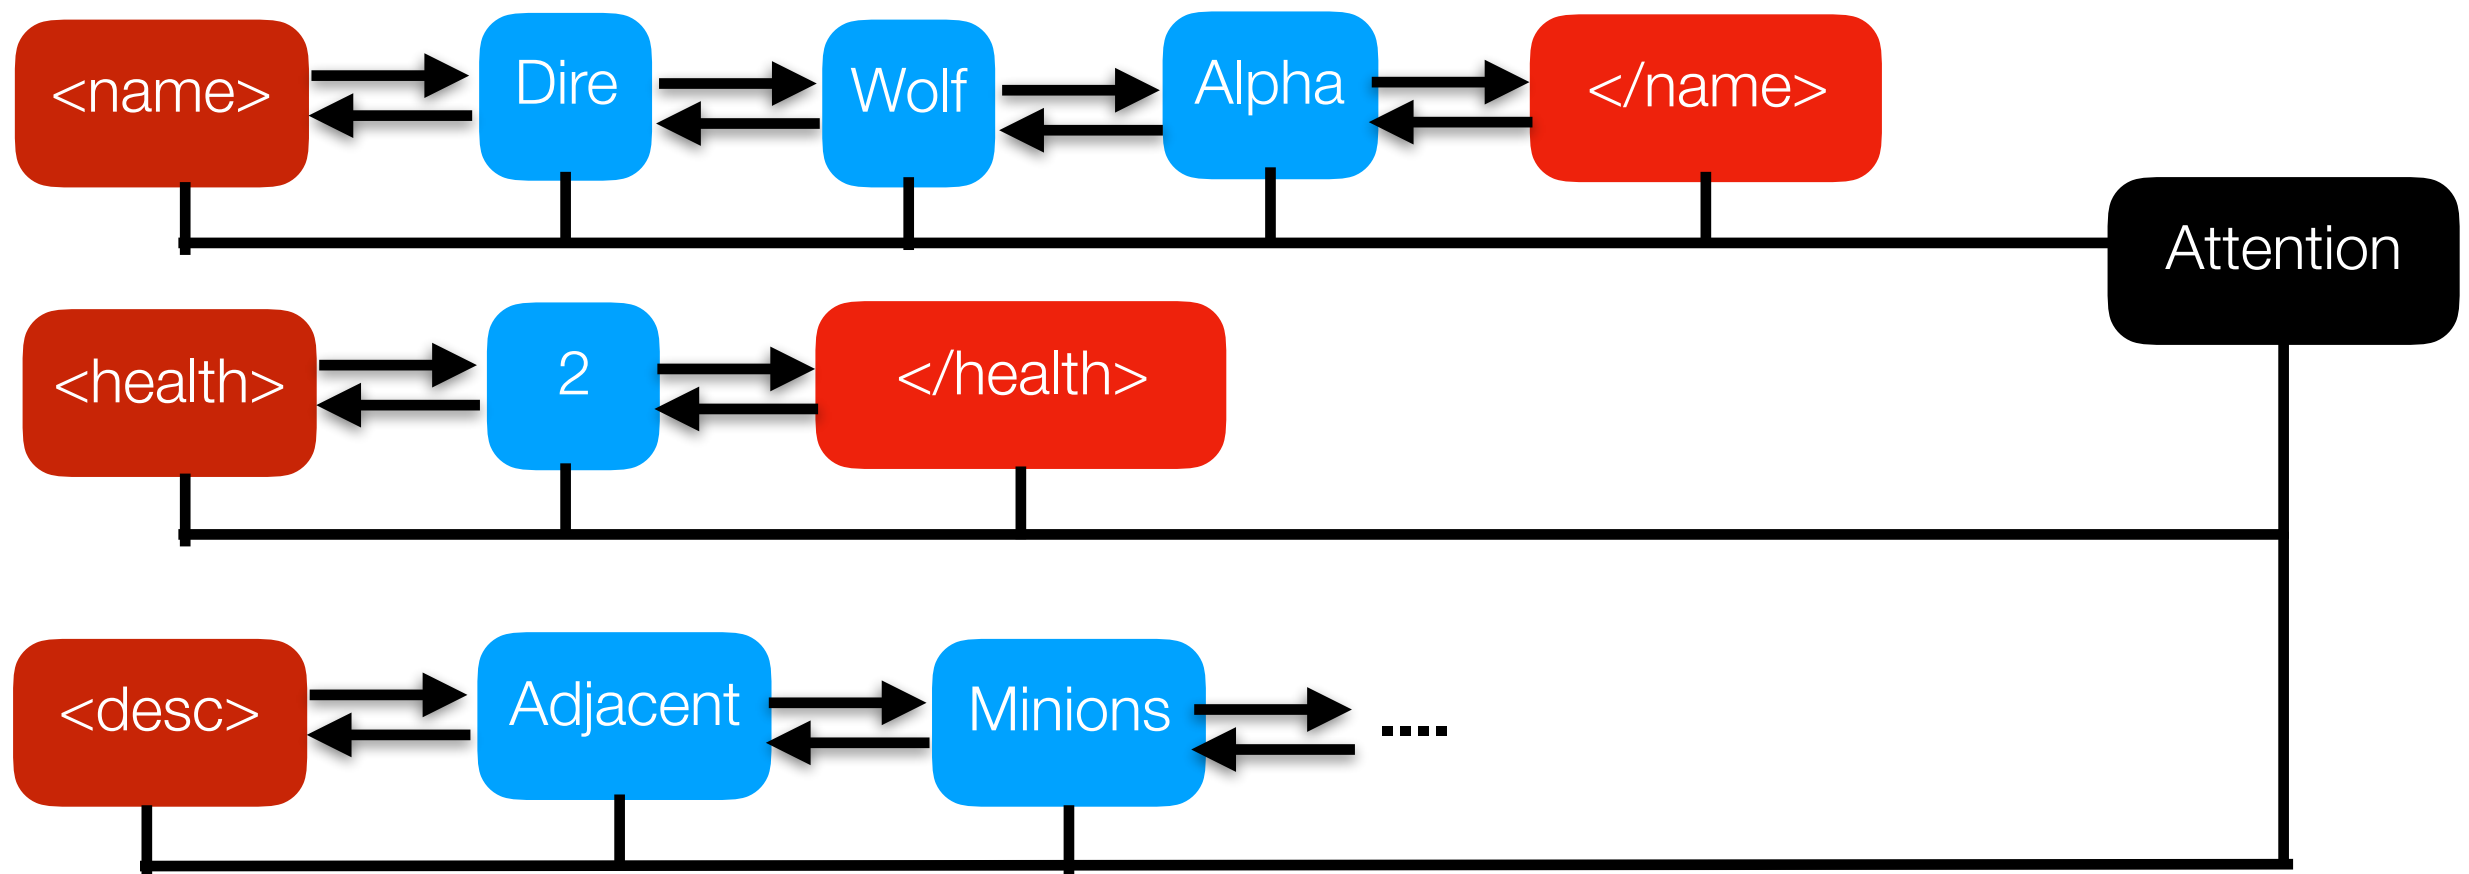 <name> Dire Wolf Alpha </name>
Attention
<health> 2 </health>
<desc> Adjacent Minions ....